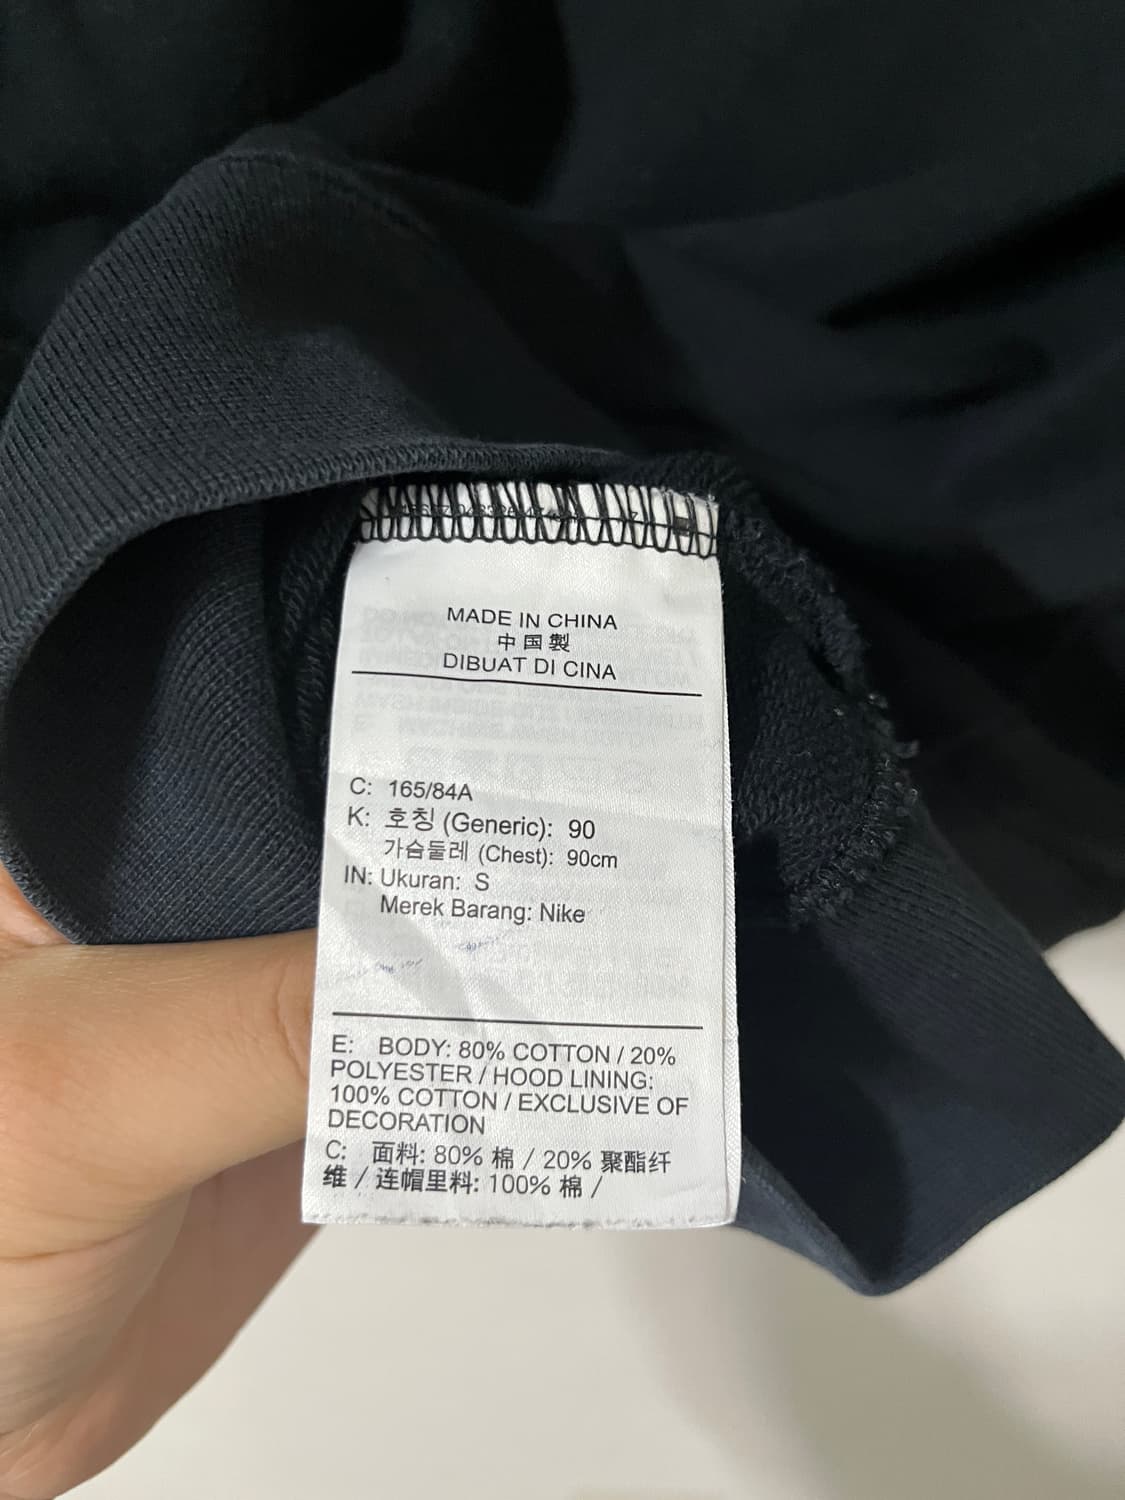 MADE IN CHINA
中国製
DIBUAT DI CINA
C: 165/84A
K: 호칭 (Generic): 90
가슴둘레 (Chest): 90cm
IN: Ukuran: S
Merek Barang: Nike
E: BODY: 80% COTTON / 20%
POLYESTER / HOOD LINING:
100% COTTON / EXCLUSIVE OF
DECORATION
C: 面料: 80% 棉 / 20% 聚酯纤
维 / 连帽里料: 100% 棉 /